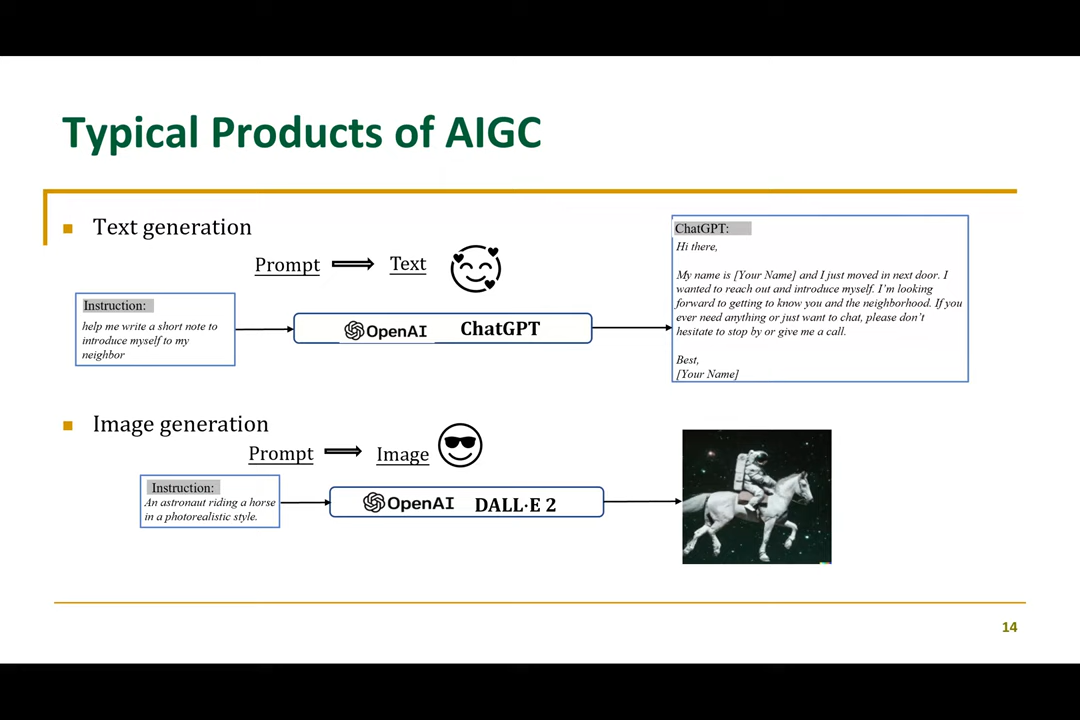 Typical Products of AIGC
Text generation
Prompt
Text
Instruction:
help me write a short note to
introduce myself to my
neighbor
OpenAI ChatGPT
ChatGPT:
Hi there,
My name is [Your Name] and I just moved in next door. I
wanted to reach out and introduce myself. I'm looking
forward to getting to know you and the neighborhood. If you
ever need anything or just want to chat, please don't
hesitate to stop by or give me a call.
Best,
[Your Name]
Image generation
Prompt
Image
Instruction:
An astronaut riding a horse
in a photorealistic style.
OpenAI DALL·E 2
14